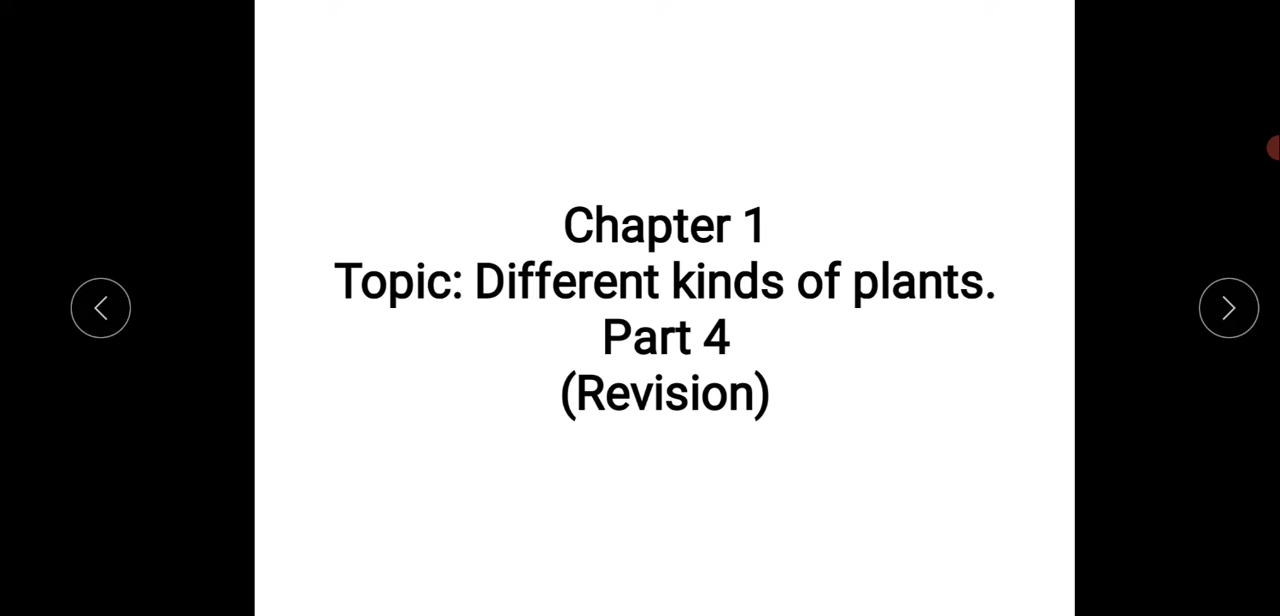 Chapter 1
Topic: Different kinds of plants.
Part 4
(Revision)